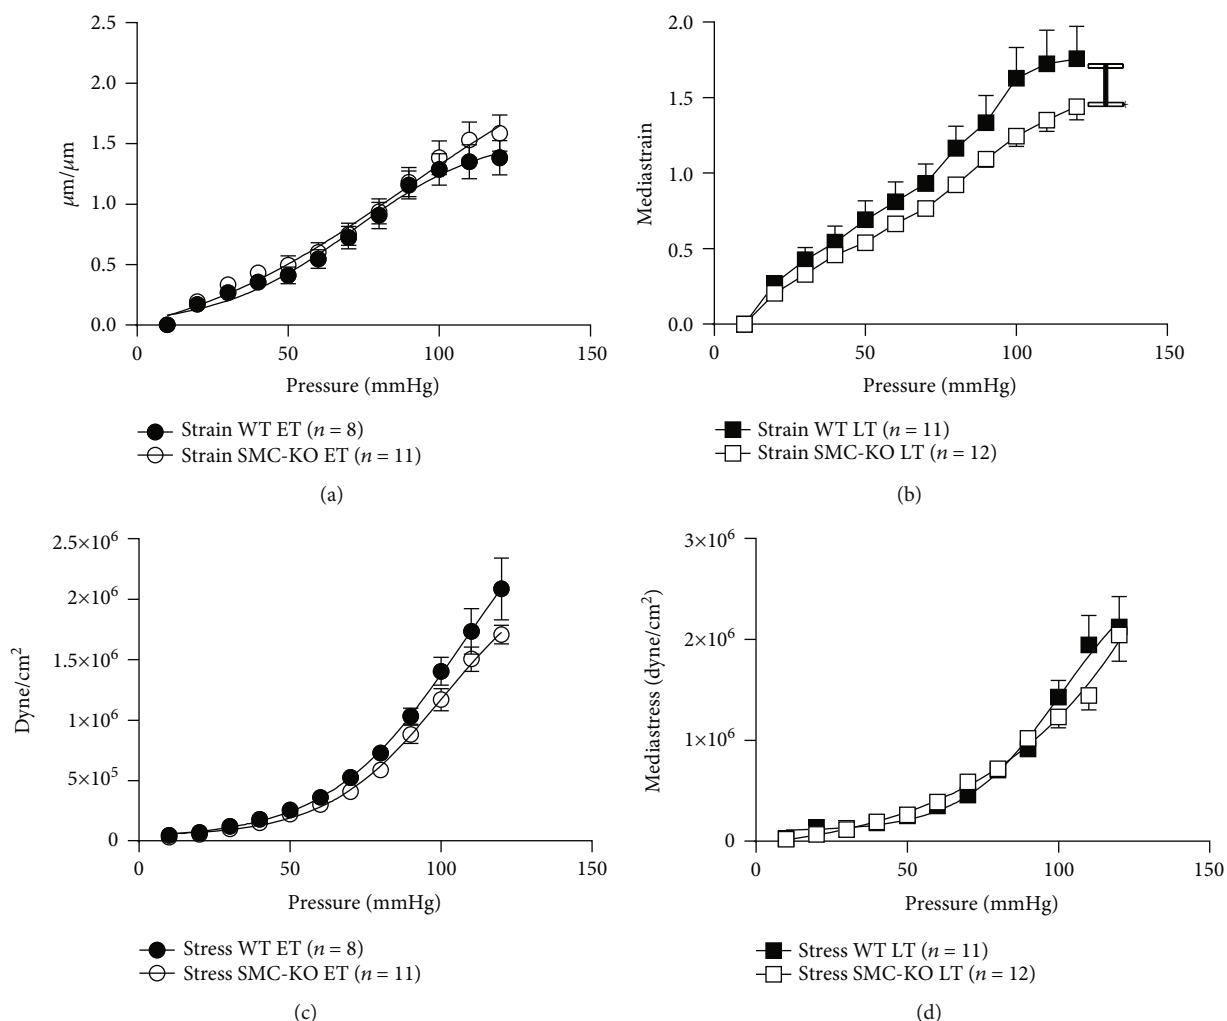 2.5
2.0
1.5
1.0
0.5
0.0
μm/μm
0
50
100
150
Pressure (mmHg)
Strain WT ET (n = 8)
Strain SMC-KO ET (n = 11)
(a)
2.0
1.5
1.0
0.5
0.0
Mediastrain
0
50
100
150
Pressure (mmHg)
Strain WT LT (n = 11)
Strain SMC-KO LT (n = 12)
(b)
2.5×10⁶
2×10⁶
1.5×10⁶
1×10⁶
5×10⁵
0
Dyne/cm²
0
50
100
150
Pressure (mmHg)
Stress WT ET (n = 8)
Stress SMC-KO ET (n = 11)
(c)
3×10⁶
2×10⁶
1×10⁶
0
Mediastress (dyne/cm²)
0
50
100
150
Pressure (mmHg)
Stress WT LT (n = 11)
Stress SMC-KO LT (n = 12)
(d)